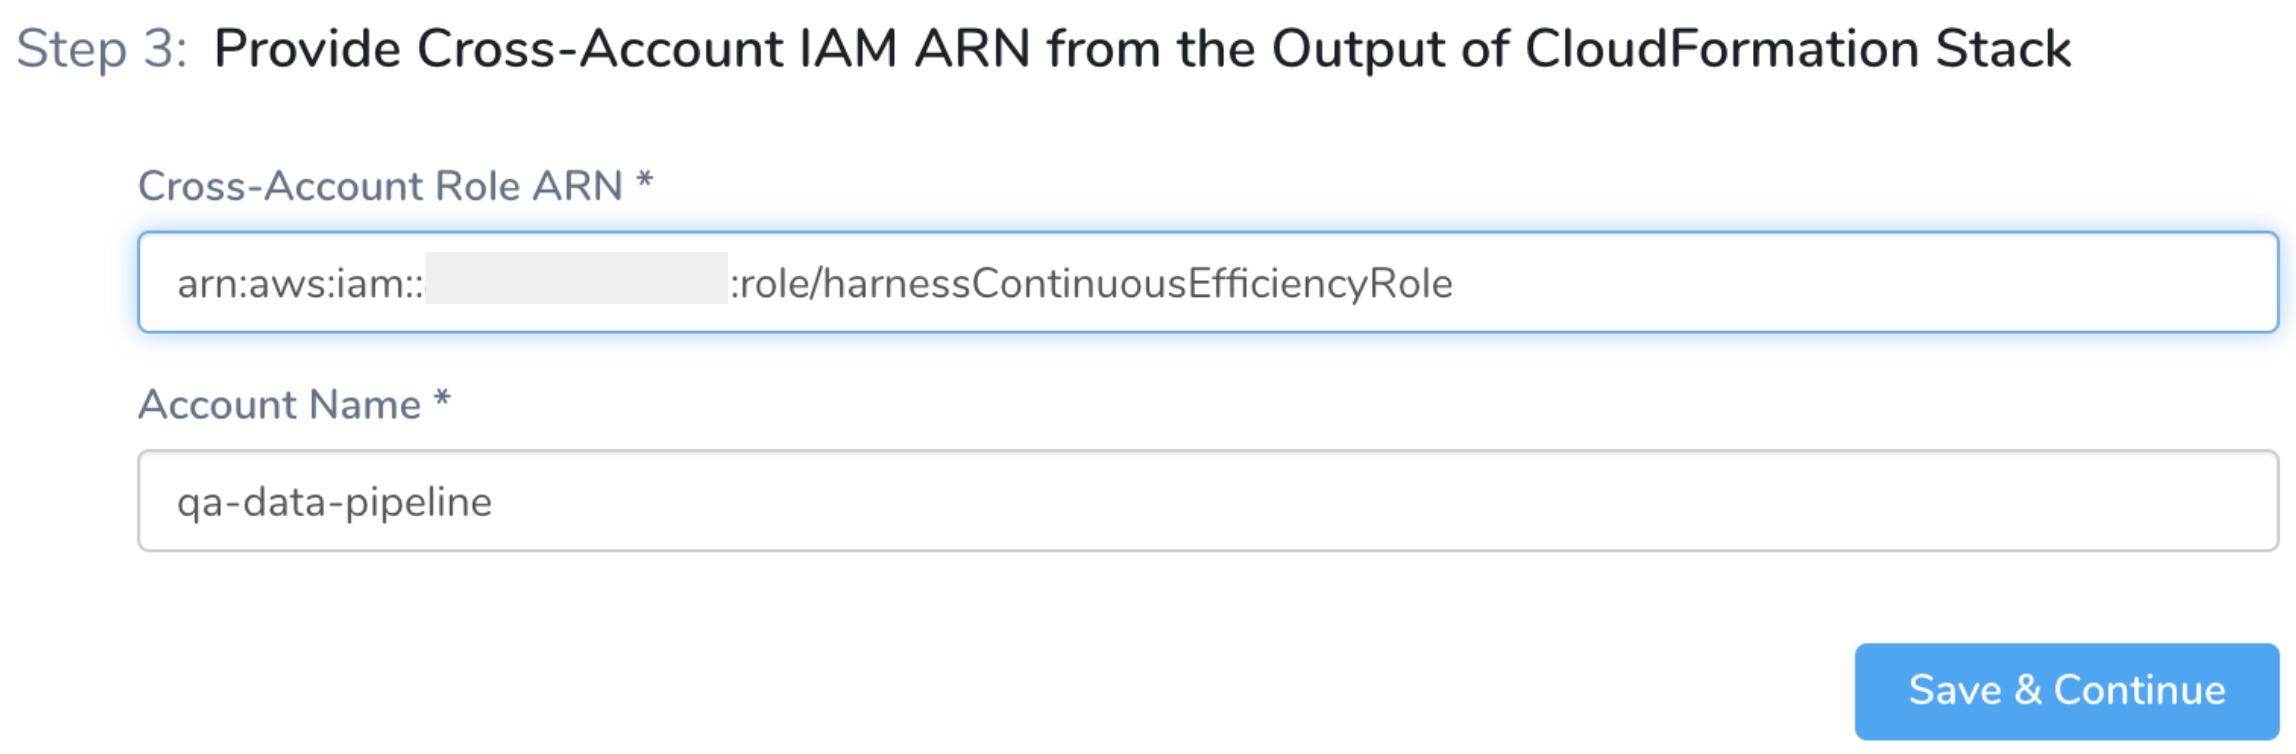 Step 3: Provide Cross-Account IAM ARN from the Output of CloudFormation Stack
Cross-Account Role ARN *
arn:aws:iam:: :role/harnessContinuousEfficiencyRole
Account Name *
qa-data-pipeline
Save & Continue